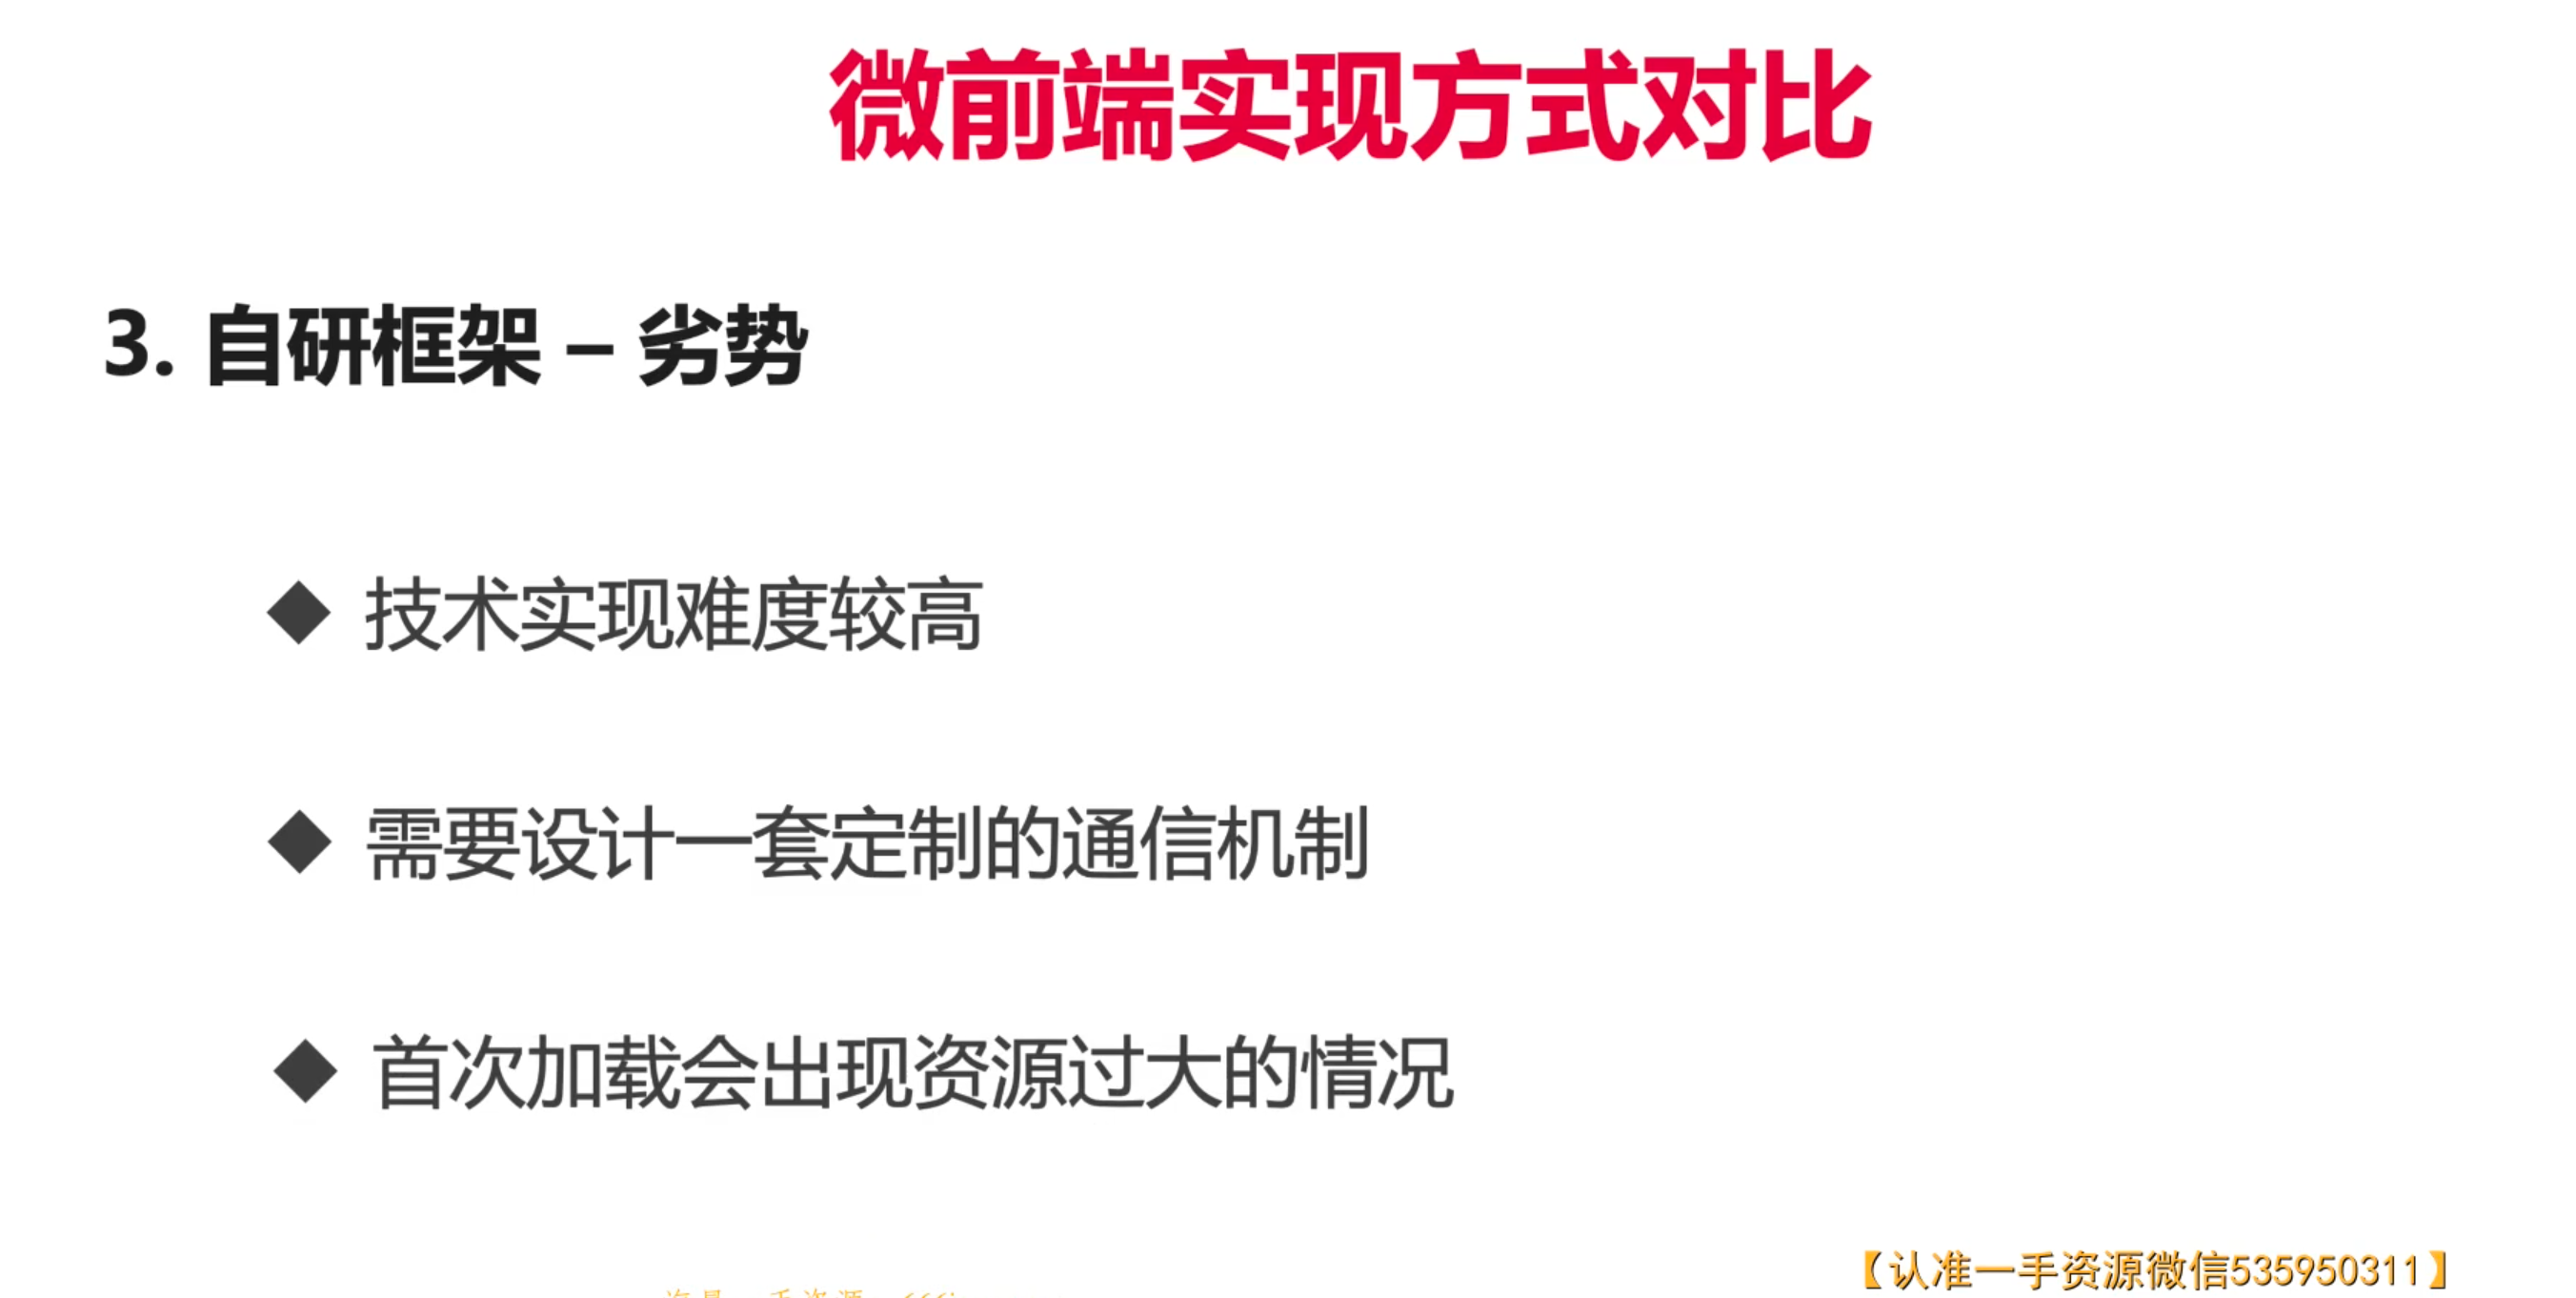 微前端实现方式对比
3. 自研框架 – 劣势
◆ 技术实现难度较高
◆ 需要设计一套定制的通信机制
◆ 首次加载会出现资源过大的情况
【认准一手资源微信535950311】